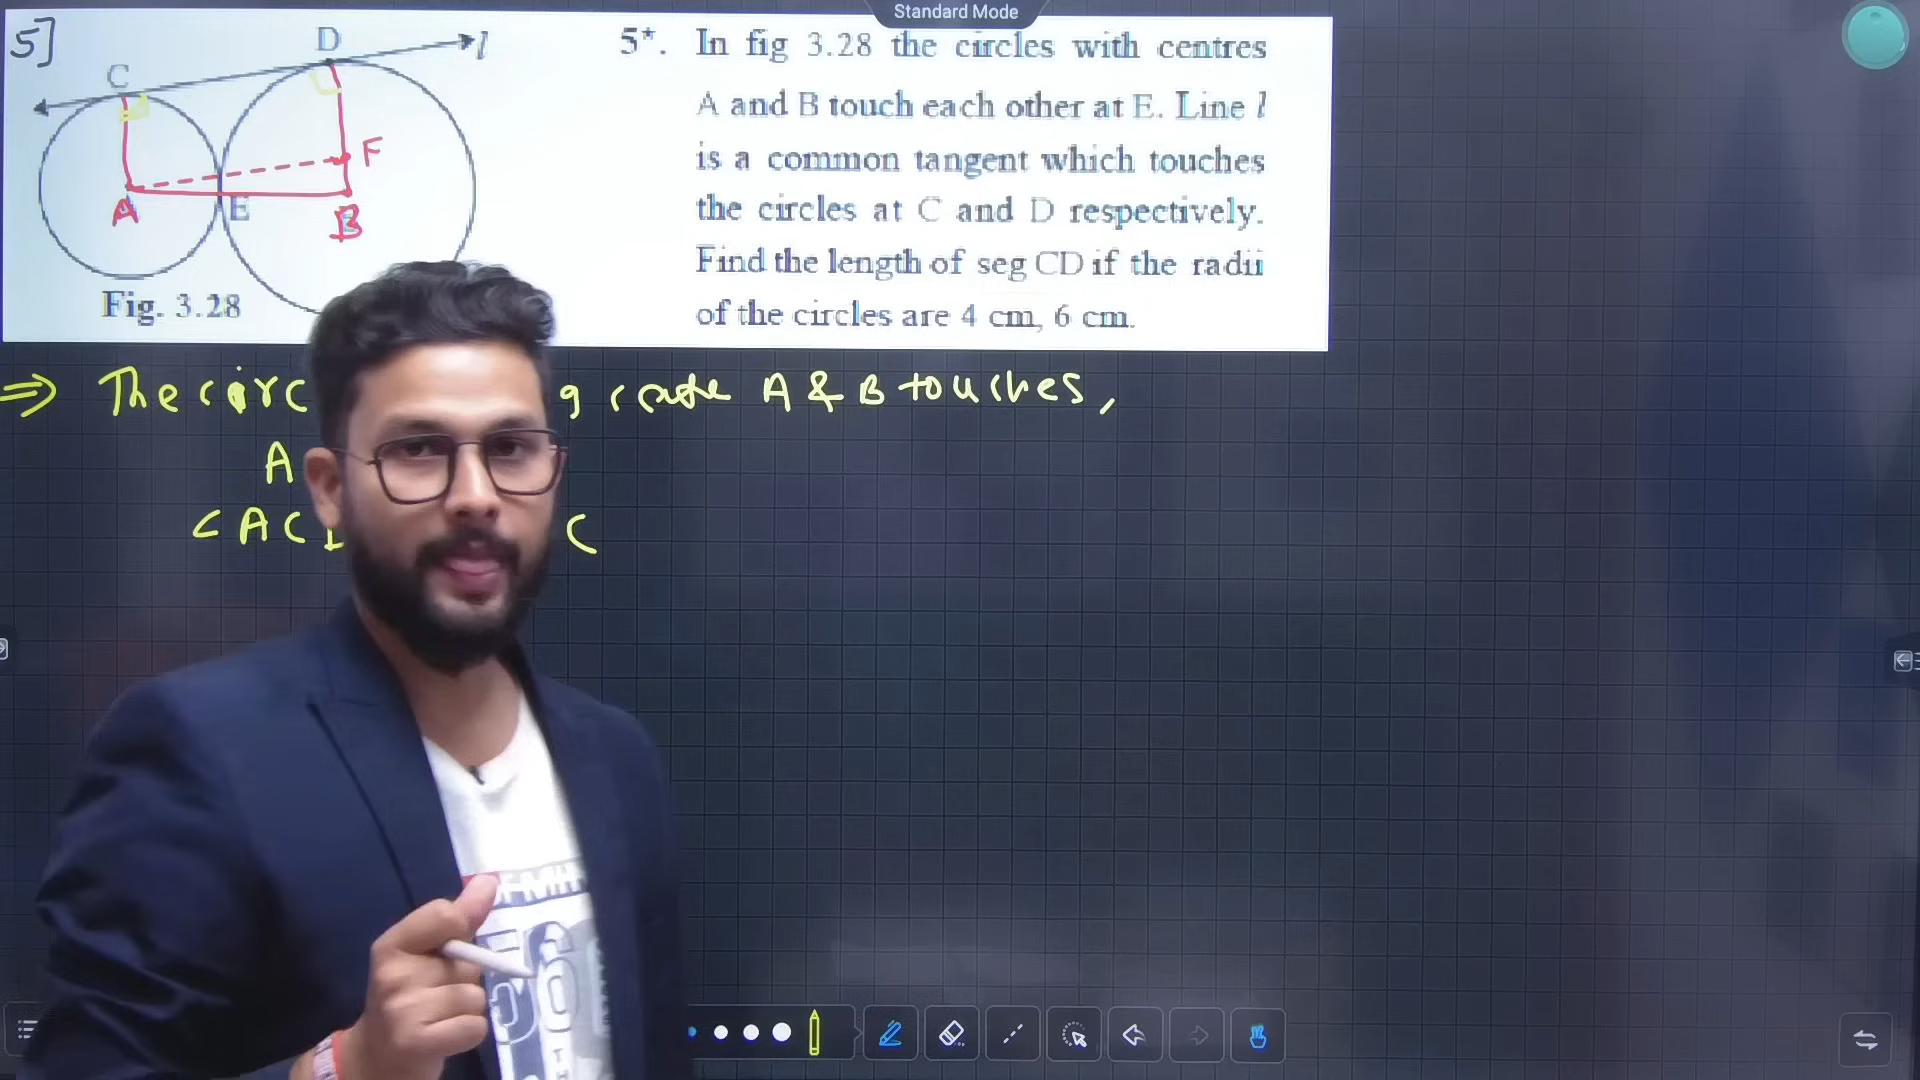 Standard Mode
5]
D
l
C
F
A
E
B
Fig. 3.28
5*. In fig 3.28 the circles with centres
A and B touch each other at E. Line l
is a common tangent which touches
the circles at C and D respectively.
Find the length of seg CD if the radii
of the circles are 4 cm, 6 cm.
⇒ The circ g A & B touches,
A
< A C C